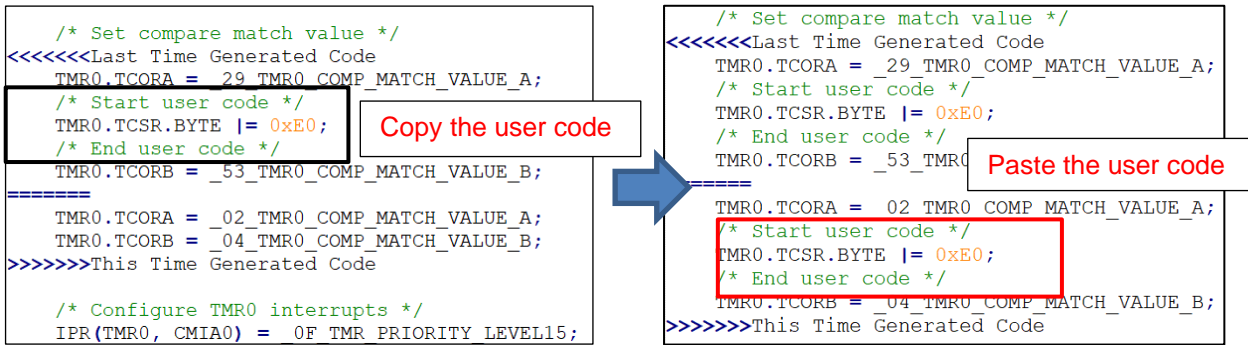 /* Set compare match value */
<<<<<<<Last Time Generated Code
TMR0.TCORA = _29_TMR0_COMP_MATCH_VALUE_A;
/* Start user code */
TMR0.TCSR.BYTE |= 0xE0;
/* End user code */
TMR0.TCORB = _53_TMR0_COMP_MATCH_VALUE_B;
=======
TMR0.TCORA = _02_TMR0_COMP_MATCH_VALUE_A;
TMR0.TCORB = _04_TMR0_COMP_MATCH_VALUE_B;
>>>>>>>This Time Generated Code
/* Configure TMR0 interrupts */
IPR(TMR0, CMIA0) = _0F_TMR_PRIORITY_LEVEL15;
Copy the user code
/* Set compare match value */
<<<<<<<Last Time Generated Code
TMR0.TCORA = _29_TMR0_COMP_MATCH_VALUE_A;
/* Start user code */
TMR0.TCSR.BYTE |= 0xE0;
/* End user code */
TMR0.TCORB = _53_TMR0
Paste the user code
======
TMR0.TCORA = _02_TMR0_COMP_MATCH_VALUE_A;
/* Start user code */
TMR0.TCSR.BYTE |= 0xE0;
/* End user code */
TMR0.TCORB = _04_TMR0_COMP_MATCH_VALUE_B;
>>>>>>>This Time Generated Code